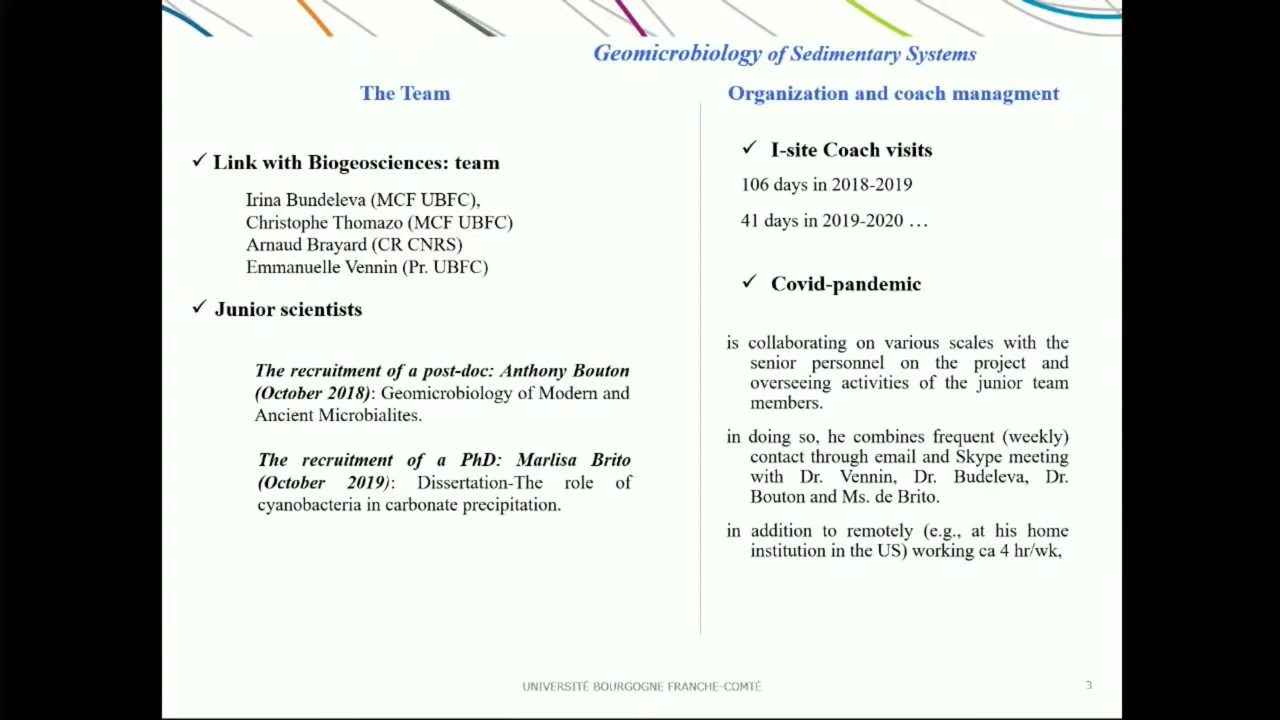 Geomicrobiology of Sedimentary Systems
The Team
✓ Link with Biogeosciences: team
Irina Bundeleva (MCF UBFC),
Christophe Thomazo (MCF UBFC)
Arnaud Brayard (CR CNRS)
Emmanuelle Vennin (Pr. UBFC)
✓ Junior scientists
The recruitment of a post-doc: Anthony Bouton
(October 2018): Geomicrobiology of Modern and
Ancient Microbialites.
The recruitment of a PhD: Marlisa Brito
(October 2019): Dissertation-The role of
cyanobacteria in carbonate precipitation.
Organization and coach managment
✓ I-site Coach visits
106 days in 2018-2019
41 days in 2019-2020 …
✓ Covid-pandemic
is collaborating on various scales with the
senior personnel on the project and
overseeing activities of the junior team
members.
in doing so, he combines frequent (weekly)
contact through email and Skype meeting
with Dr. Vennin, Dr. Budeleva, Dr.
Bouton and Ms. de Brito.
in addition to remotely (e.g., at his home
institution in the US) working ca 4 hr/wk,
UNIVERSITÉ BOURGOGNE FRANCHE-COMTÉ
3